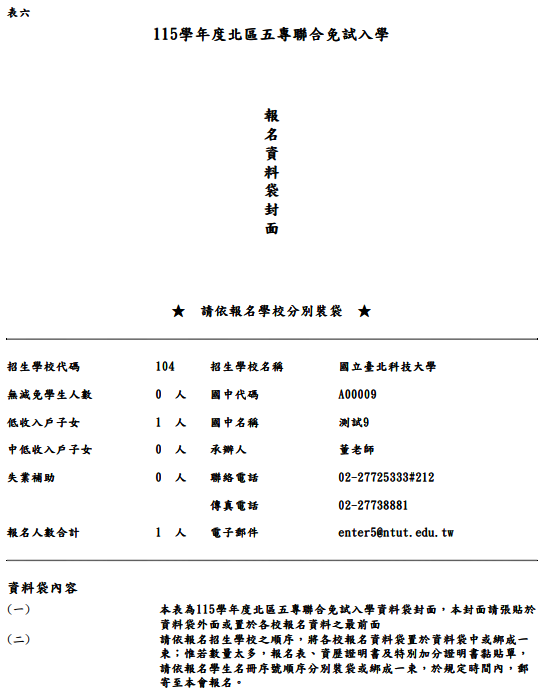 表六
115學年度北區五專聯合免試入學
報名資料袋封面
★ 請依報名學校分別裝袋 ★
招生學校代碼 104 招生學校名稱 國立臺北科技大學
無減免學生人數 0 人 國中代碼 A00009
低收入戶子女 1 人 國中名稱 測試9
中低收入戶子女 0 人 承辦人 董老師
失業補助 0 人 聯絡電話 02-27725333#212
傳真電話 02-27738881
報名人數合計 1 人 電子郵件 enter5@ntut.edu.tw
資料袋內容
(一) 本表為115學年度北區五專聯合免試入學資料袋封面，本封面請張貼於
資料袋外面或置於各校報名資料之最前面
(二) 請依報名招生學校之順序，將各校報名資料袋置於資料袋中或綁成一
束；惟若數量太多，報名表、資歷證明書及特別加分證明書黏貼單，
請依報名學生名冊序號順序分別裝袋或綁成一束，於規定時間內，郵
寄至本會報名。